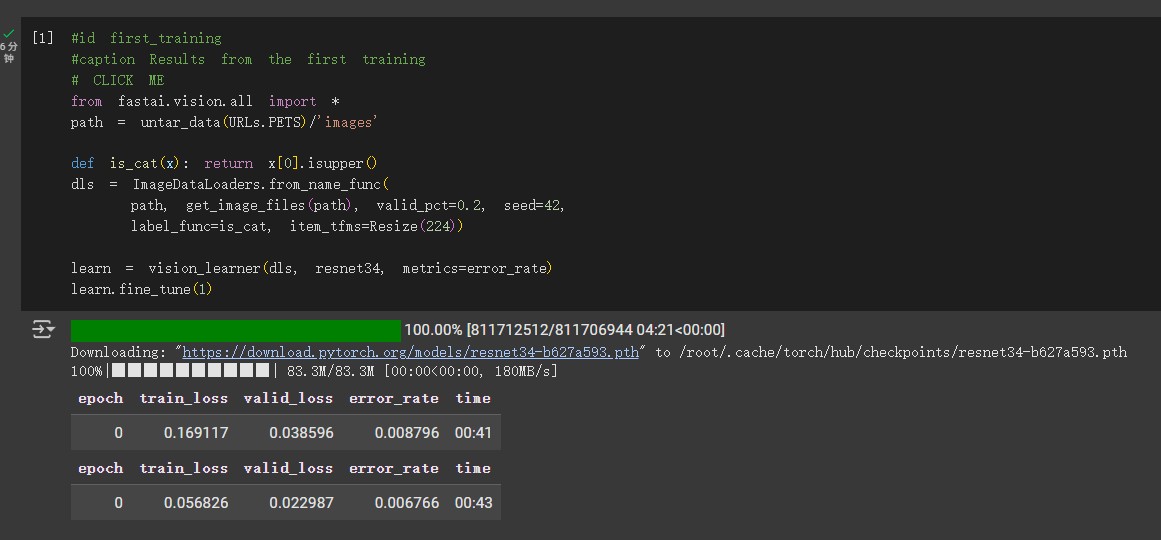 6分
钟
[1]
#id first_training
#caption Results from the first training
# CLICK ME
from fastai.vision.all import *
path = untar_data(URLs.PETS)/'images'
def is_cat(x): return x[0].isupper()
dls = ImageDataLoaders.from_name_func(
path, get_image_files(path), valid_pct=0.2, seed=42,
label_func=is_cat, item_tfms=Resize(224))
learn = vision_learner(dls, resnet34, metrics=error_rate)
learn.fine_tune(1)
100.00% [811712512/811706944 04:21<00:00]
Downloading: "https://download.pytorch.org/models/resnet34-b627a593.pth" to /root/.cache/torch/hub/checkpoints/resnet34-b627a593.pth
100%|██████████| 83.3M/83.3M [00:00<00:00, 180MB/s]
epoch train_loss valid_loss error_rate time
0 0.169117 0.038596 0.008796 00:41
epoch train_loss valid_loss error_rate time
0 0.056826 0.022987 0.006766 00:43